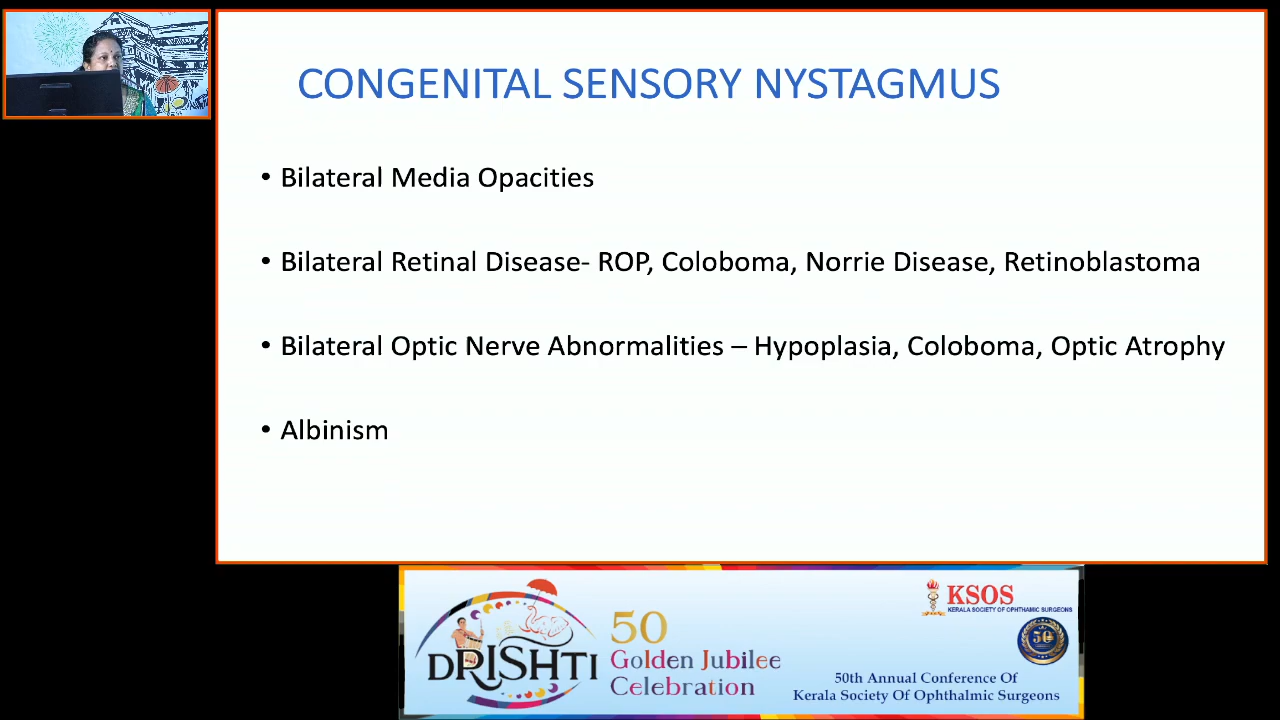 CONGENITAL SENSORY NYSTAGMUS
• Bilateral Media Opacities
• Bilateral Retinal Disease- ROP, Coloboma, Norrie Disease, Retinoblastoma
• Bilateral Optic Nerve Abnormalities – Hypoplasia, Coloboma, Optic Atrophy
• Albinism
DRISHTI
50
Golden Jubilee
Celebration
KSOS
KERALA SOCIETY OF OPHTHAMIC SURGEONS
50
50th Annual Conference Of
Kerala Society Of Ophthalmic Surgeons